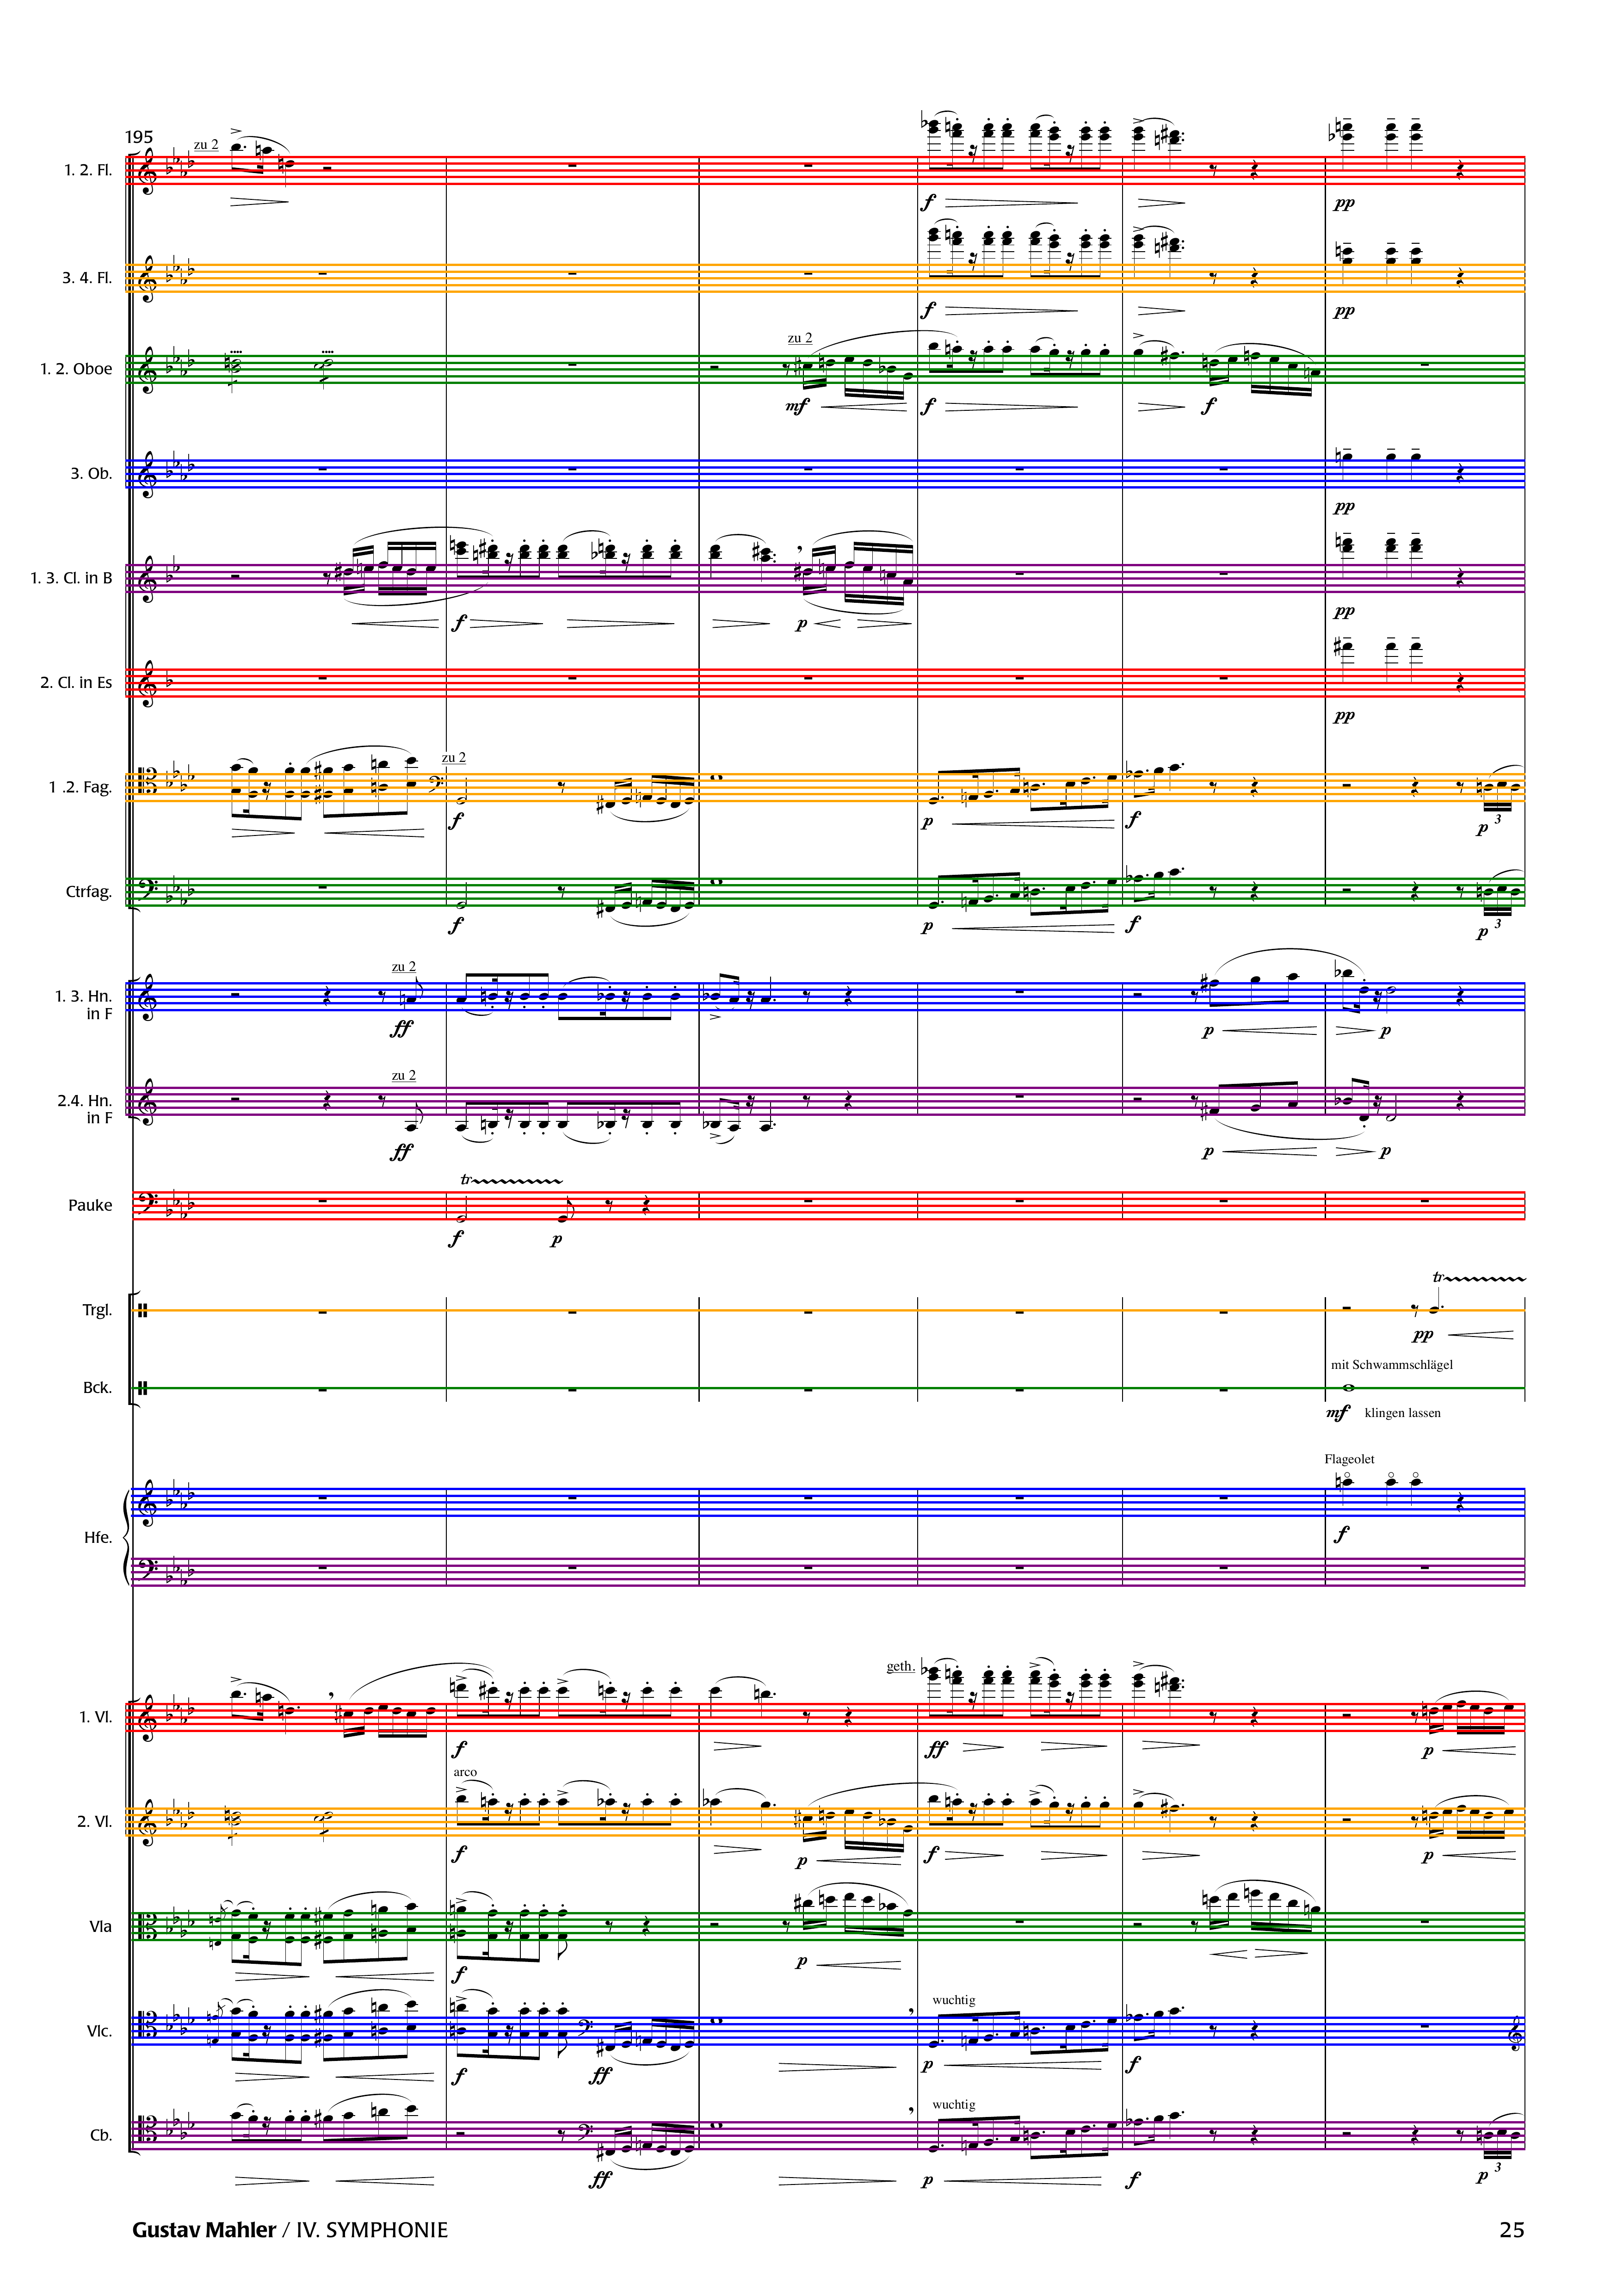 195
zu 2
1. 2. Fl.
f
pp
3. 4. Fl.
f
pp
zu 2
1. 2. Oboe
mf
f
f
3. Ob.
pp
1. 3. Cl. in B
f
p
pp
2. Cl. in Es
pp
zu 2
1 .2. Fag.
f
p
f
p
3
Ctrfag.
f
p
f
p
3
zu 2
1. 3. Hn.
in F
ff
p
p
zu 2
2.4. Hn.
in F
ff
p
p
tr
Pauke
f
p
tr
Trgl.
pp
mit Schwammschlägel
Bck.
mf
klingen lassen
Flageolet
Hfe.
f
geth.
1. Vl.
f
ff
p
arco
2. Vl.
f
p
f
p
Vla
f
p
wuchtig
Vlc.
f
ff
p
f
wuchtig
Cb.
ff
p
f
p
3
Gustav Mahler / IV. SYMPHONIE
25